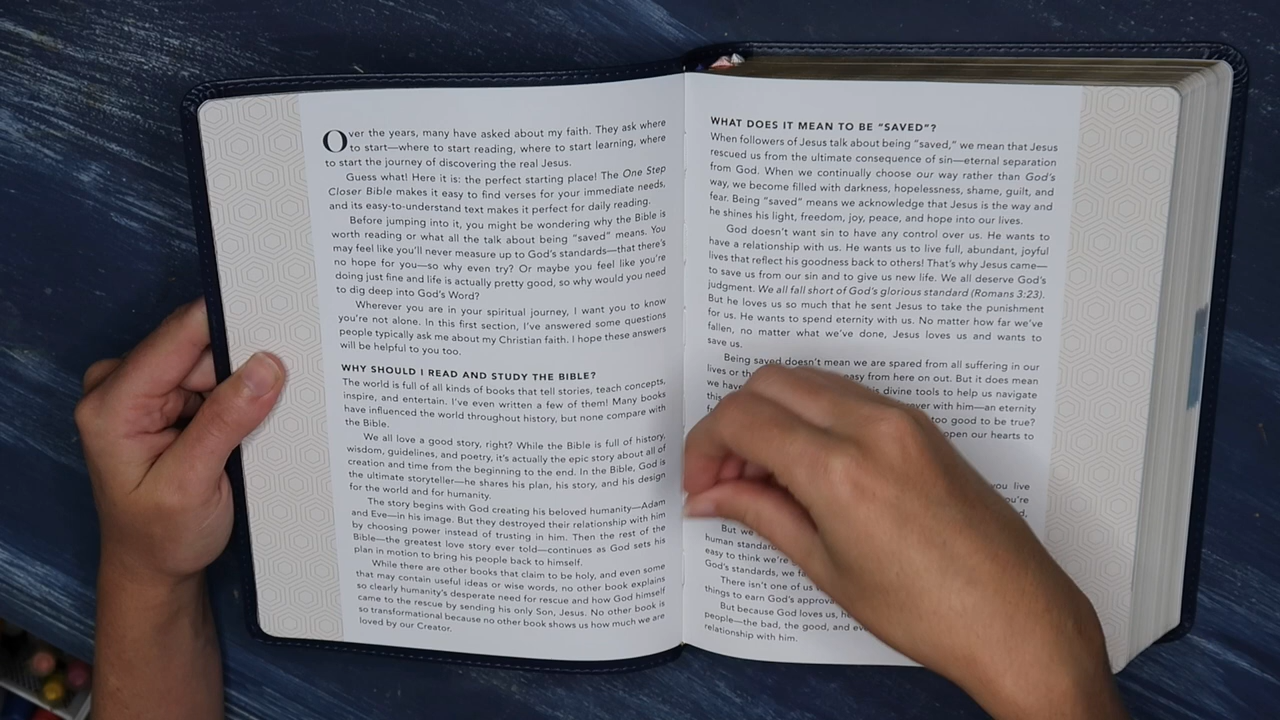 Over the years, many have asked about my faith. They ask where
to start—where to start reading, where to start learning, where
to start the journey of discovering the real Jesus.
Guess what! Here it is: the perfect starting place! The One Step
Closer Bible makes it easy to find verses for your immediate needs,
and its easy-to-understand text makes it perfect for daily reading.
Before jumping into it, you might be wondering why the Bible is
worth reading or what all the talk about being “saved” means. You
may feel like you’ll never measure up to God’s standards—that there’s
no hope for you—so why even try? Or maybe you feel like you’re
doing just fine and life is actually pretty good, so why would you need
to dig deep into God’s Word?
Wherever you are in your spiritual journey, I want you to know
you’re not alone. In this first section, I’ve answered some questions
people typically ask me about my Christian faith. I hope these answers
will be helpful to you too.
WHY SHOULD I READ AND STUDY THE BIBLE?
The world is full of all kinds of books that tell stories, teach concepts,
inspire, and entertain. I’ve even written a few of them! Many books
have influenced the world throughout history, but none compare with
the Bible.
We all love a good story, right? While the Bible is full of history,
wisdom, guidelines, and poetry, it’s actually the epic story about all of
creation and time from the beginning to the end. In the Bible, God is
the ultimate storyteller—he shares his plan, his story, and his design
for the world and for humanity.
The story begins with God creating his beloved humanity—Adam
and Eve—in his image. But they destroyed their relationship with him
by choosing power instead of trusting in him. Then the rest of the
Bible—the greatest love story ever told—continues as God sets his
plan in motion to bring his people back to himself.
While there are other books that claim to be holy, and even some
that may contain useful ideas or wise words, no other book explains
so clearly humanity’s desperate need for rescue and how God himself
came to the rescue by sending his only Son, Jesus. No other book is
so transformational because no other book shows us how much we are
loved by our Creator.
WHAT DOES IT MEAN TO BE “SAVED”?
When followers of Jesus talk about being “saved,” we mean that Jesus
rescued us from the ultimate consequence of sin—eternal separation
from God. When we continually choose our way rather than God’s
way, we become filled with darkness, hopelessness, shame, guilt, and
fear. Being “saved” means we acknowledge that Jesus is the way and
he shines his light, freedom, joy, peace, and hope into our lives.
God doesn’t want sin to have any control over us. He wants to
have a relationship with us. He wants us to live full, abundant, joyful
lives that reflect his goodness back to others! That’s why Jesus came—
to save us from our sin and to give us new life. We all deserve God’s
judgment. We all fall short of God’s glorious standard (Romans 3:23).
But he loves us so much that he sent Jesus to take the punishment
for us. He wants to spend eternity with us. No matter how far we’ve
fallen, no matter what we’ve done, Jesus loves us and wants to
save us.
Being saved doesn’t mean we are spared from all suffering in our
lives or easy from here on out. But it does mean
we have his divine tools to help us navigate
with him—an eternity
too good to be true?
open our hearts to
you live
you’re
But we
human
easy to think we’re
God’s standards, we
There isn’t one of us
things to earn God’s
But because God loves us,
people—the bad, the good, and
relationship with him.